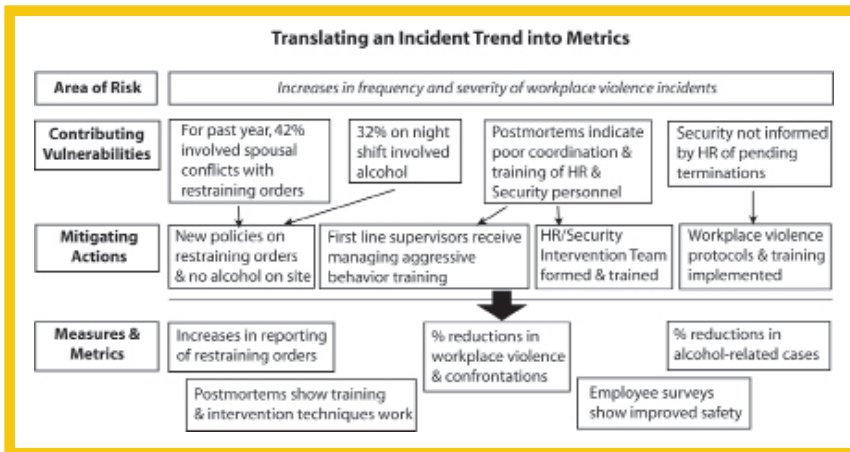 Translating an Incident Trend into Metrics
Area of Risk
Increases in frequency and severity of workplace violence incidents
Contributing
Vulnerabilities
For past year, 42%
involved spousal
conflicts with
restraining orders
32% on night
shift involved
alcohol
Postmortems indicate
poor coordination &
training of HR &
Security personnel
Security not informed
by HR of pending
terminations
Mitigating
Actions
New policies on
restraining orders
& no alcohol on site
First line supervisors receive
managing aggressive
behavior training
HR/Security
Intervention Team
formed & trained
Workplace violence
protocols & training
implemented
Measures &
Metrics
Increases in reporting
of restraining orders
% reductions in
workplace violence
& confrontations
% reductions in
alcohol-related cases
Postmortems show training
& intervention techniques work
Employee surveys
show improved safety